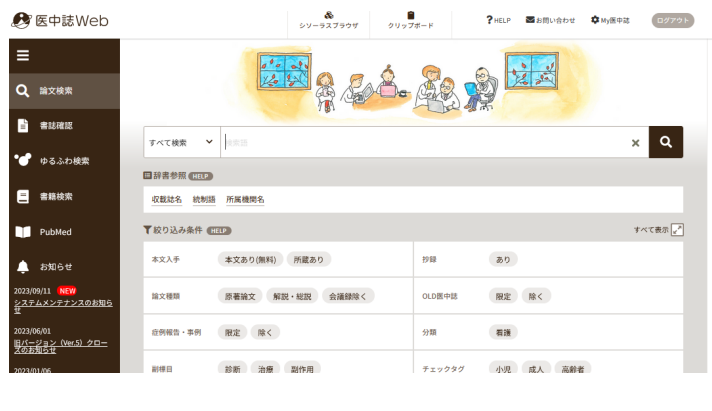 医中誌Web
シソーラスブラウザ
クリップボード
? HELP
お問い合わせ
My医中誌
ログアウト
論文検索
書誌確認
ゆるふわ検索
書籍検索
PubMed
お知らせ
2023/09/11 NEW
システムメンテナンスのお知ら
せ
2023/06/01
旧バージョン（Ver.5）クロー
ズのお知らせ
2023/01/06
すべて検索
検索語
辞書参照 HELP
収載誌名 統制語 所属機関名
絞り込み条件 HELP
すべて表示
本文入手 本文あり(無料) 所蔵あり
抄録 あり
論文種類 原著論文 解説・総説 会議録除く
OLD医中誌 限定 除く
症例報告・事例 限定 除く
分類 看護
副標目 診断 治療 副作用
チェックタグ 小児 成人 高齢者